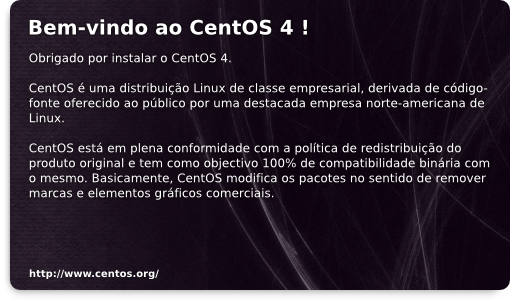 Bem-vindo ao CentOS 4 !
Obrigado por instalar o CentOS 4.
CentOS é uma distribuição Linux de classe empresarial, derivada de código-
fonte oferecido ao público por uma destacada empresa norte-americana de
Linux.
CentOS está em plena conformidade com a política de redistribuição do
produto original e tem como objectivo 100% de compatibilidade binária com
o mesmo. Basicamente, CentOS modifica os pacotes no sentido de remover
marcas e elementos gráficos comerciais.
http://www.centos.org/